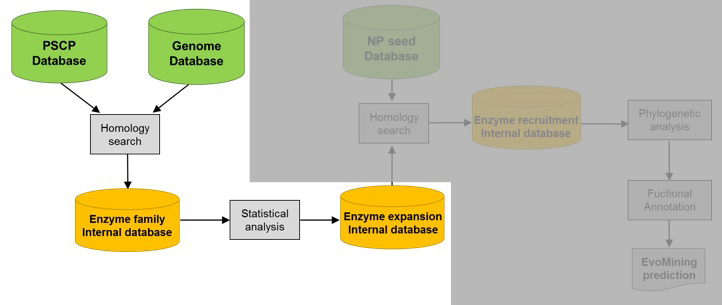 PSCP
Database
Genome
Database
NP seed
Database
Homology
search
Homology
search
Enzyme recruitment
Internal database
Phylogenetic
analysis
Enzyme family
Internal database
Statistical
analysis
Enzyme expansion
Internal database
Fuctional
Annotation
EvoMining
prediction